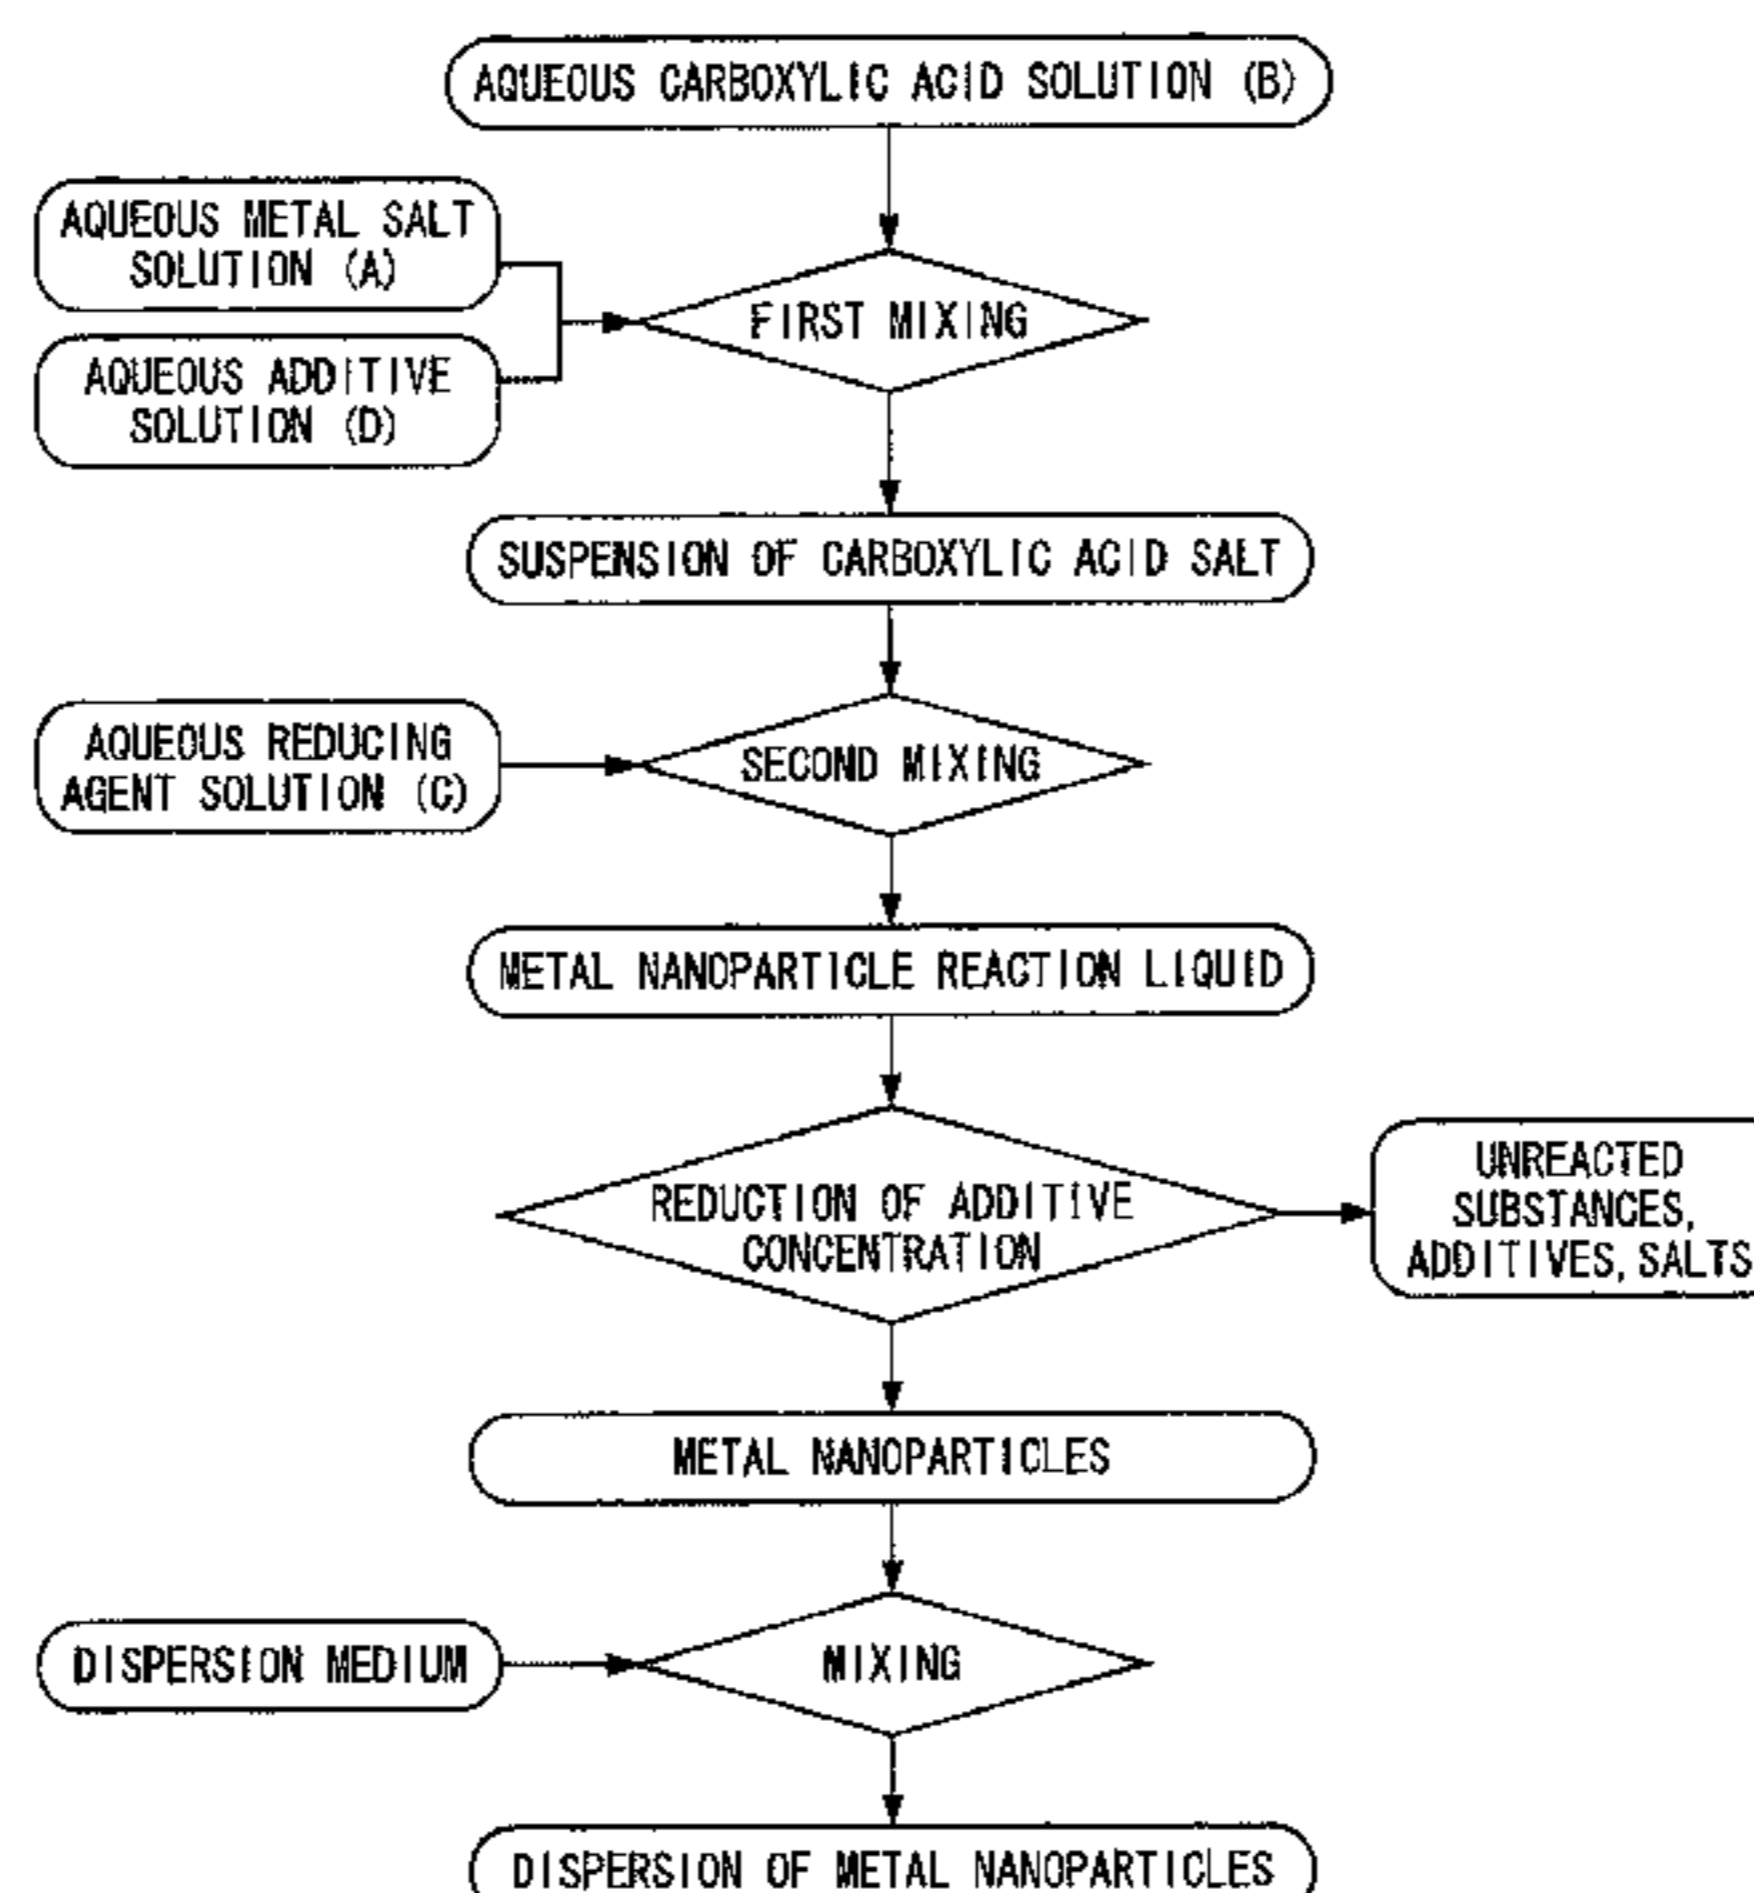 AQUEOUS CARBOXYLIC ACID SOLUTION (B)
AQUEOUS METAL SALT
SOLUTION (A)
FIRST MIXING
AQUEOUS ADDITIVE
SOLUTION (D)
SUSPENSION OF CARBOXYLIC ACID SALT
AQUEOUS REDUCING
AGENT SOLUTION (C)
SECOND MIXING
METAL NANOPARTICLE REACTION LIQUID
REDUCTION OF ADDITIVE
CONCENTRATION
UNREACTED
SUBSTANCES,
ADDITIVES, SALTS
METAL NANOPARTICLES
DISPERSION MEDIUM
MIXING
DISPERSION OF METAL NANOPARTICLES